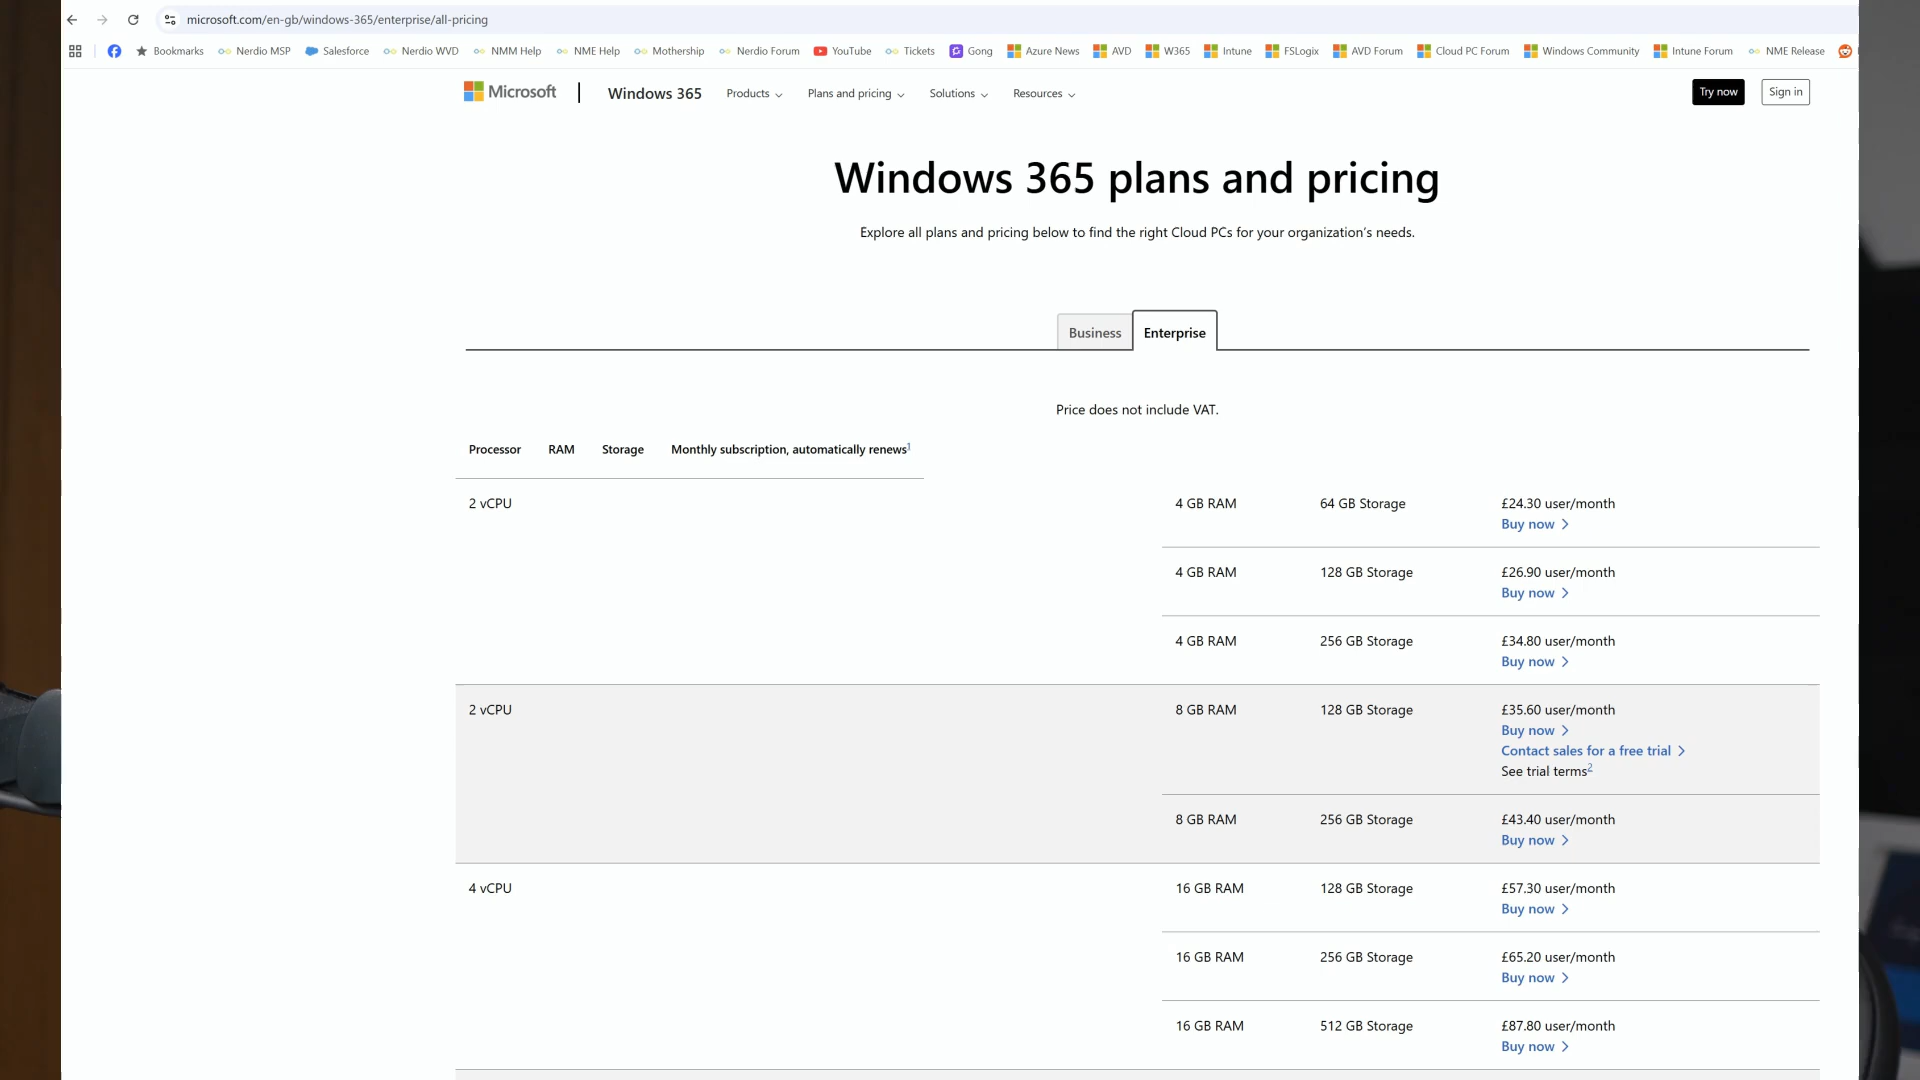 microsoft.com/en-gb/windows-365/enterprise/all-pricing
Bookmarks Nerdio MSP Salesforce Nerdio WVD NMM Help NME Help Mothership Nerdio Forum YouTube Tickets Gong Azure News AVD W365 Intune FSLogix AVD Forum Cloud PC Forum Windows Community Intune Forum NME Release
Microsoft Windows 365 Products Plans and pricing Solutions Resources Try now Sign in
Windows 365 plans and pricing
Explore all plans and pricing below to find the right Cloud PCs for your organization's needs.
Business Enterprise
Price does not include VAT.
Processor RAM Storage Monthly subscription, automatically renews1
2 vCPU 4 GB RAM 64 GB Storage £24.30 user/month
Buy now
4 GB RAM 128 GB Storage £26.90 user/month
Buy now
4 GB RAM 256 GB Storage £34.80 user/month
Buy now
2 vCPU 8 GB RAM 128 GB Storage £35.60 user/month
Buy now
Contact sales for a free trial
See trial terms2
8 GB RAM 256 GB Storage £43.40 user/month
Buy now
4 vCPU 16 GB RAM 128 GB Storage £57.30 user/month
Buy now
16 GB RAM 256 GB Storage £65.20 user/month
Buy now
16 GB RAM 512 GB Storage £87.80 user/month
Buy now